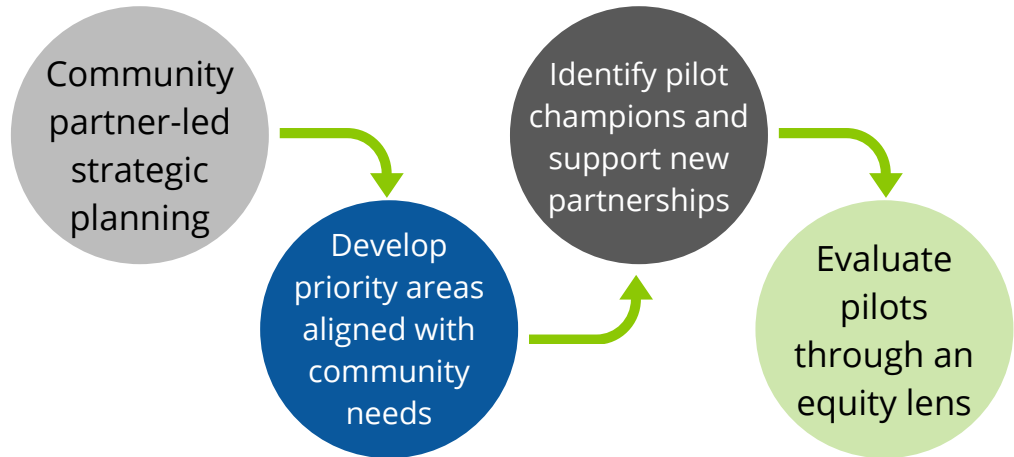 Community
partner-led
strategic
planning
Develop
priority areas
aligned with
community
needs
Identify pilot
champions and
support new
partnerships
Evaluate
pilots
through an
equity lens